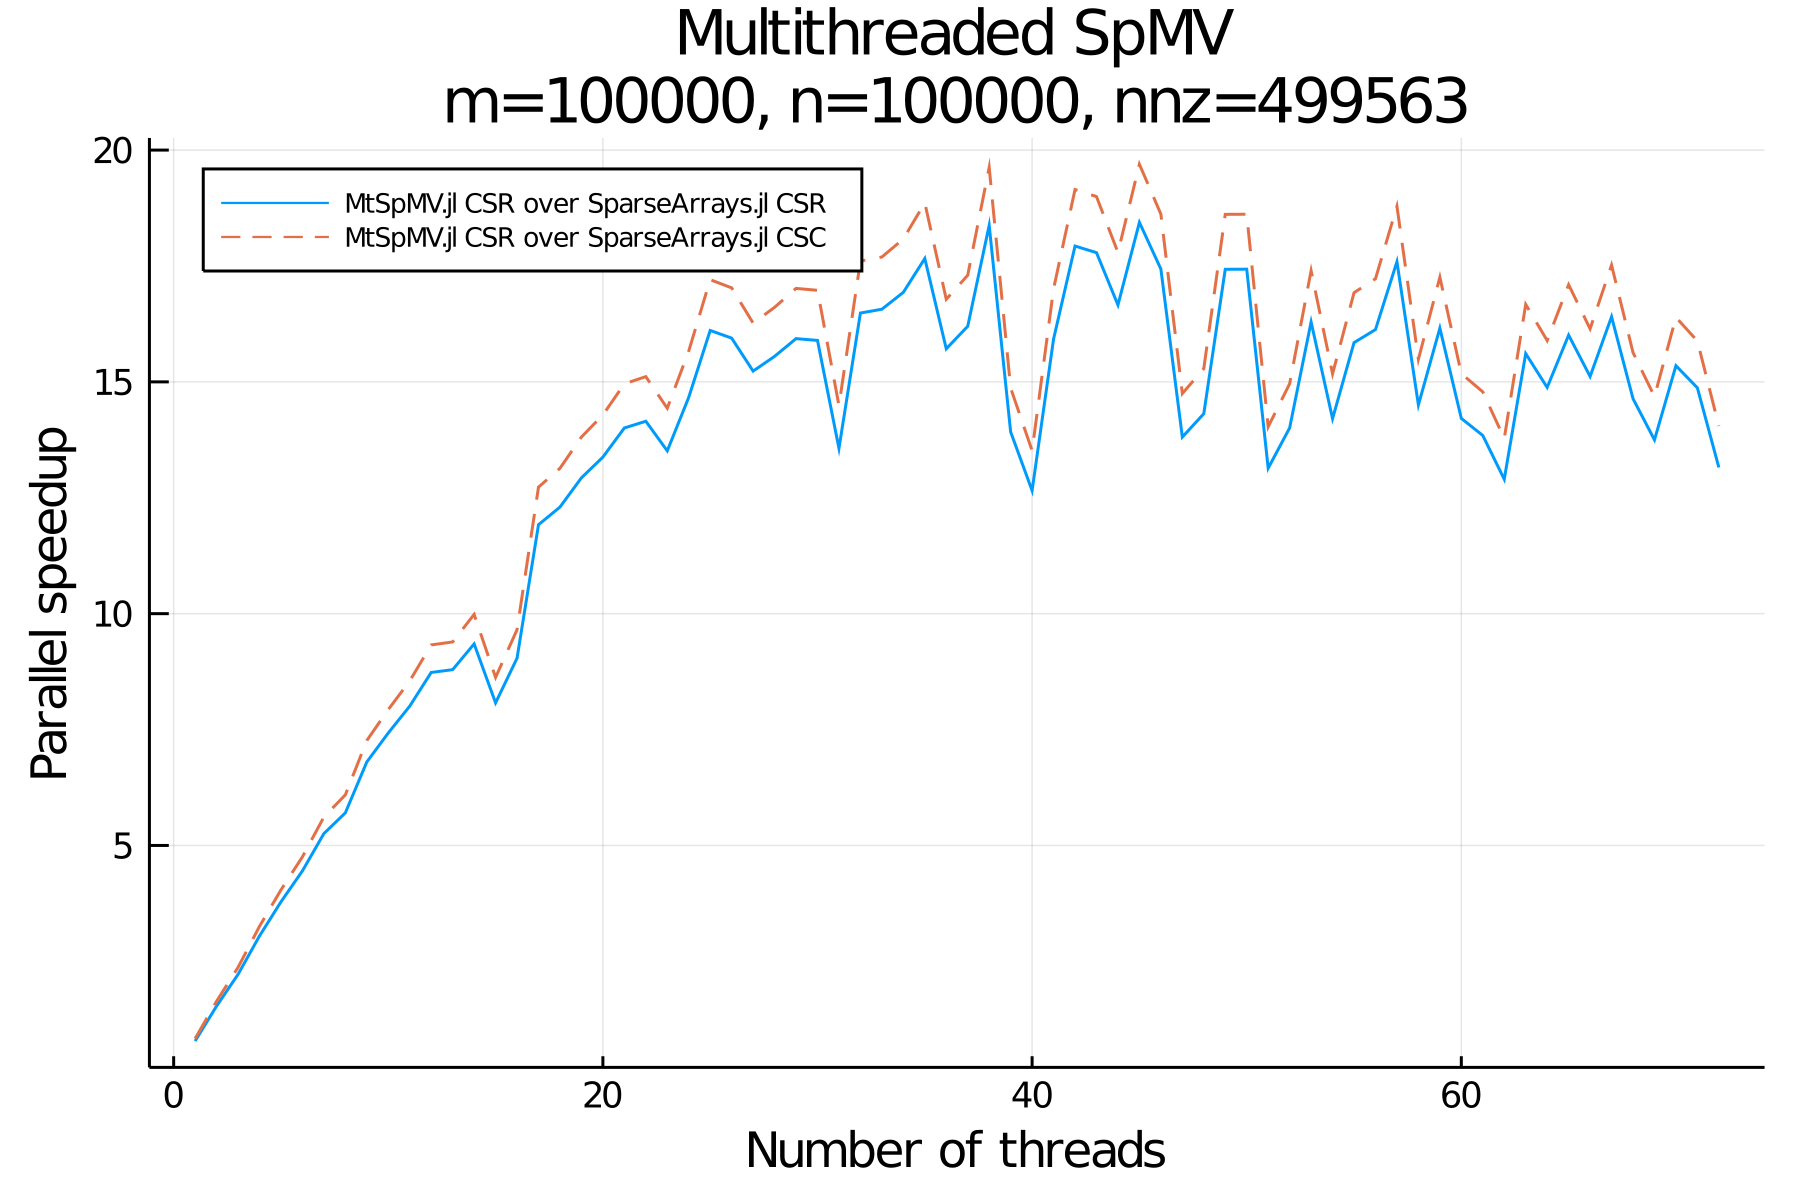 Multithreaded SpMV
m=100000, n=100000, nnz=499563
20
15
10
5
Parallel speedup
MtSpMV.jl CSR over SparseArrays.jl CSR
MtSpMV.jl CSR over SparseArrays.jl CSC
0 20 40 60
Number of threads